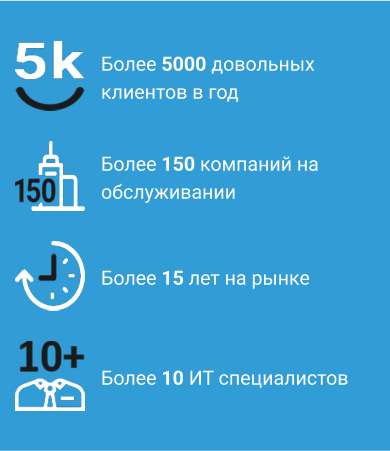 5k
Более 5000 довольных
клиентов в год
150
Более 150 компаний на
обслуживании
Более 15 лет на рынке
10+
Более 10 ИТ специалистов